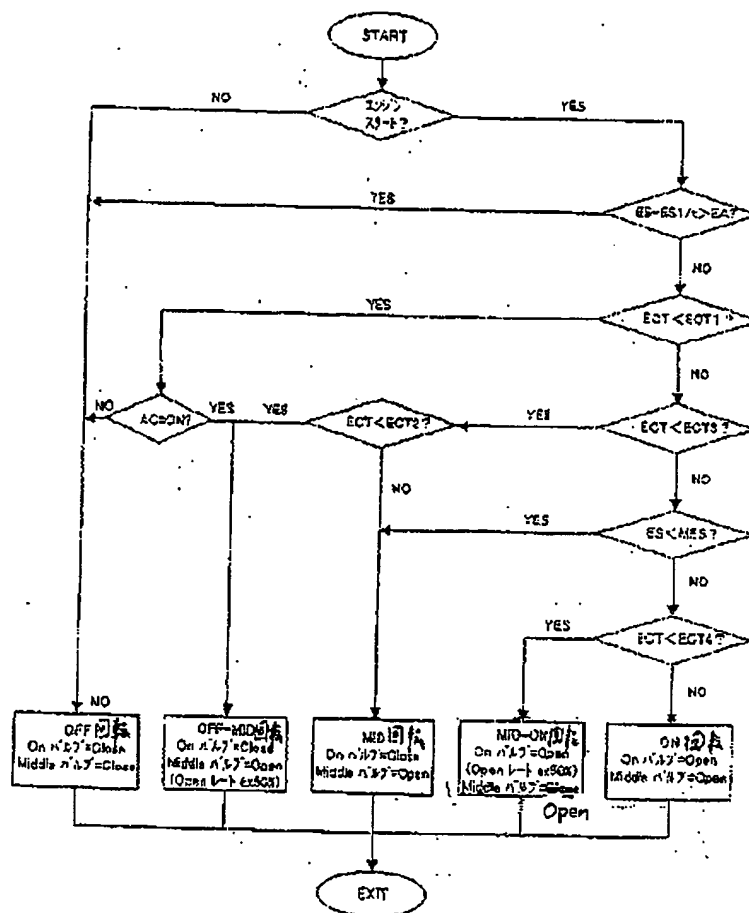 START
エンジン
スタート?
NO
YES
YES
ES-ES1/t>EA?
NO
YES
ECT<ECT1?
NO
NO
AC=ON?
YES
YES
ECT<ECT2?
YES
ECT<ECT3?
NO
NO
YES
ES<MES?
NO
YES
ECT<ECT4?
NO
NO
OFF回転
On バルブ=Close
Middle バルブ=Close
OFF-MID回転
On バルブ=Close
Middle バルブ=Open
(Open レート ex50%)
MID回転
On バルブ=Close
Middle バルブ=Open
MID-ON回転
On バルブ=Open
(Open レート ex50%)
Middle バルブ=Close
Open
ON回転
On バルブ=Open
Middle バルブ=Open
EXIT